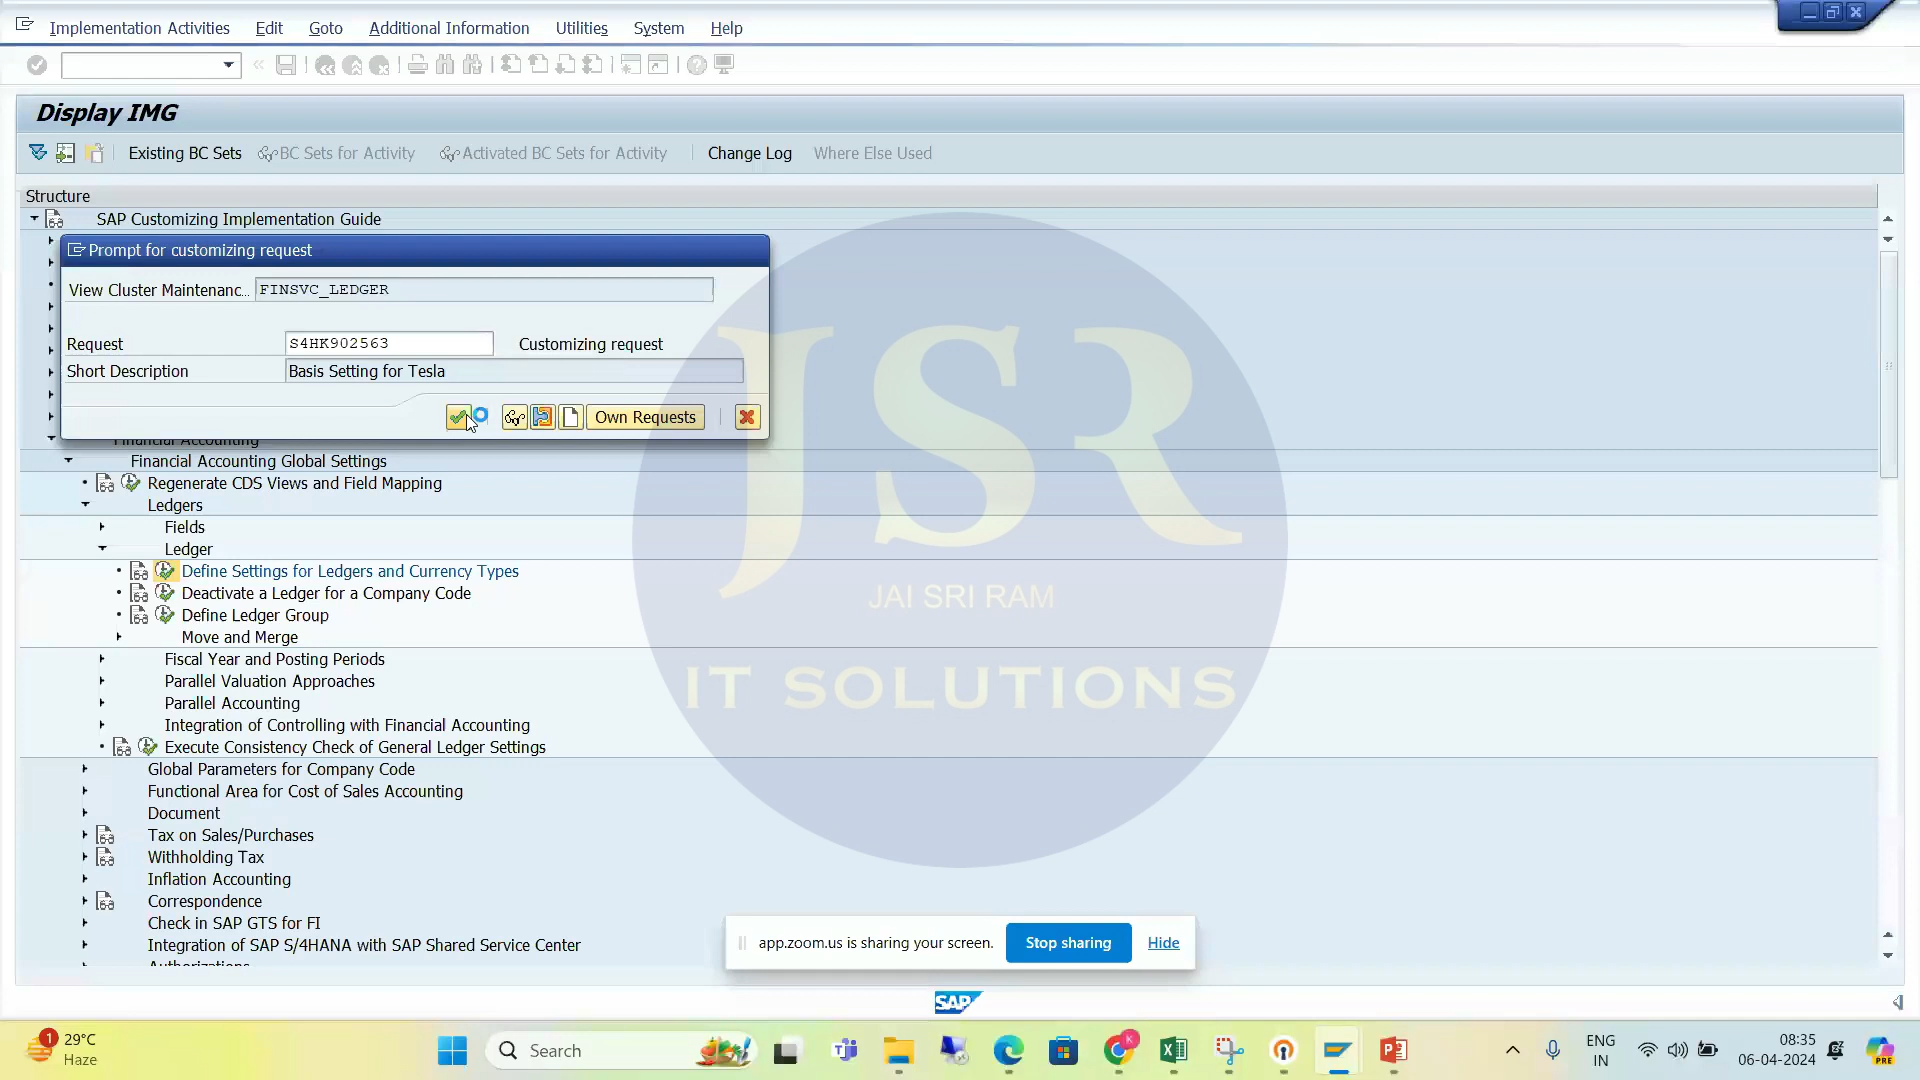 Implementation Activities Edit Goto Additional Information Utilities System Help
Display IMG
Existing BC Sets BC Sets for Activity Activated BC Sets for Activity Change Log Where Else Used
Structure
SAP Customizing Implementation Guide
Prompt for customizing request
View Cluster Maintenanc... FINSVC_LEDGER
Request S4HK902563 Customizing request
Short Description Basis Setting for Tesla
Own Requests
Financial Accounting
Financial Accounting Global Settings
Regenerate CDS Views and Field Mapping
Ledgers
Fields
Ledger
Define Settings for Ledgers and Currency Types
Deactivate a Ledger for a Company Code
Define Ledger Group
Move and Merge
Fiscal Year and Posting Periods
Parallel Valuation Approaches
Parallel Accounting
Integration of Controlling with Financial Accounting
Execute Consistency Check of General Ledger Settings
Global Parameters for Company Code
Functional Area for Cost of Sales Accounting
Document
Tax on Sales/Purchases
Withholding Tax
Inflation Accounting
Correspondence
Check in SAP GTS for FI
Integration of SAP S/4HANA with SAP Shared Service Center
Authorizations
JSR
JAI SRI RAM
IT SOLUTIONS
app.zoom.us is sharing your screen. Stop sharing Hide
SAP
1 29°C
Haze
Search
K
ENG
IN
08:35
06-04-2024
PRE